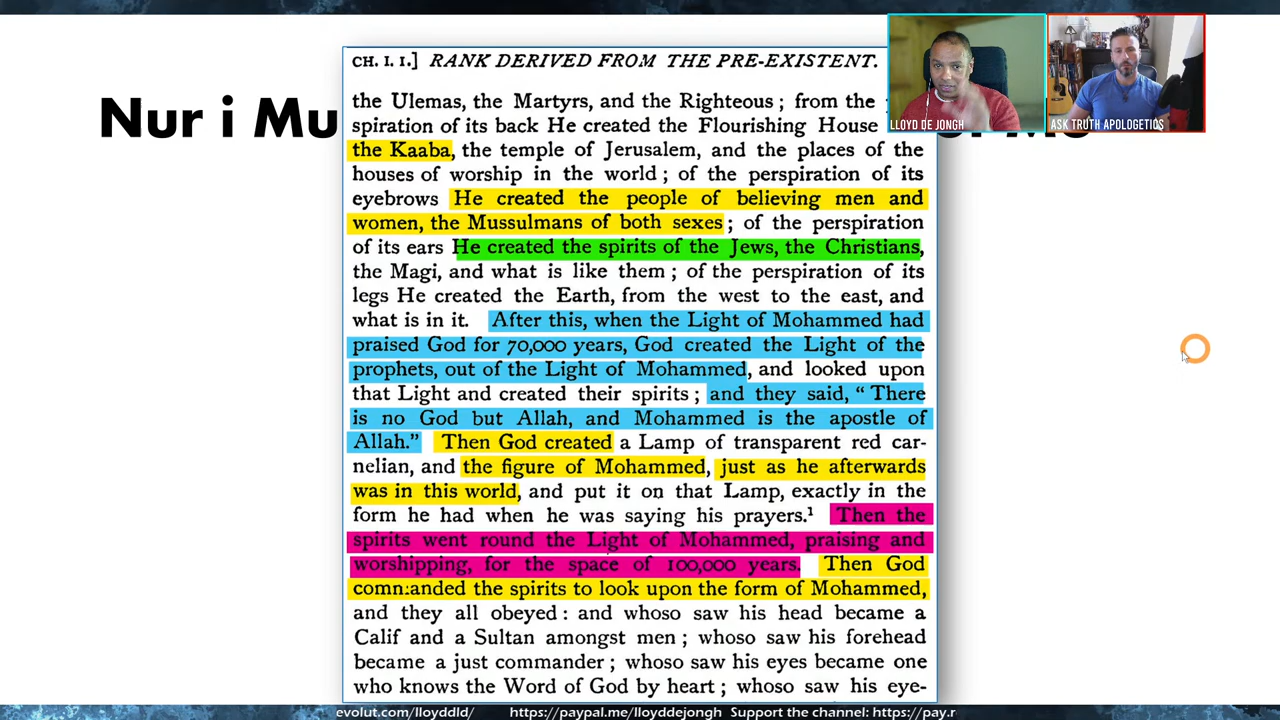 CH. I. I.] RANK DERIVED FROM THE PRE-EXISTENT.
LLOYD DE JONGH
ASK TRUTH APOLOGETICS
Nur i Mu
the Ulemas, the Martyrs, and the Righteous ; from the
spiration of its back He created the Flourishing House
the Kaaba, the temple of Jerusalem, and the places of the
houses of worship in the world ; of the perspiration of its
eyebrows He created the people of believing men and
women, the Mussulmans of both sexes ; of the perspiration
of its ears He created the spirits of the Jews, the Christians,
the Magi, and what is like them ; of the perspiration of its
legs He created the Earth, from the west to the east, and
what is in it. After this, when the Light of Mohammed had
praised God for 70,000 years, God created the Light of the
prophets, out of the Light of Mohammed, and looked upon
that Light and created their spirits ; and they said, “ There
is no God but Allah, and Mohammed is the apostle of
Allah.” Then God created a Lamp of transparent red car-
nelian, and the figure of Mohammed, just as he afterwards
was in this world, and put it on that Lamp, exactly in the
form he had when he was saying his prayers.¹ Then the
spirits went round the Light of Mohammed, praising and
worshipping, for the space of 100,000 years. Then God
commanded the spirits to look upon the form of Mohammed,
and they all obeyed : and whoso saw his head became a
Calif and a Sultan amongst men ; whoso saw his forehead
became a just commander ; whoso saw his eyes became one
who knows the Word of God by heart ; whoso saw his eye-
evolut.com/lloyddld/ https://paypal.me/lloyddejongh Support the channel: https://pay.r